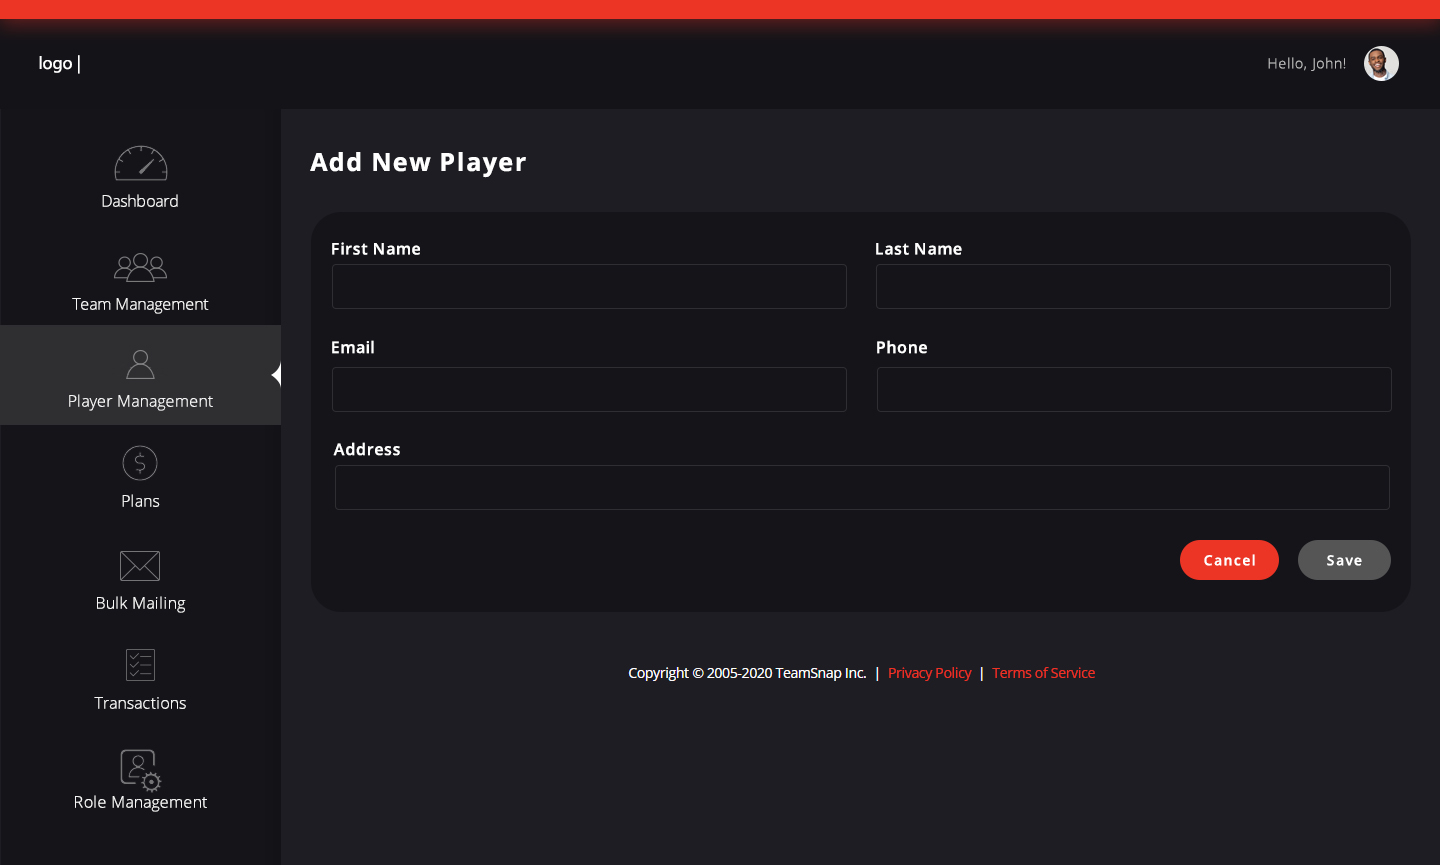 logo |
Hello, John!
Dashboard
Team Management
Player Management
Plans
Bulk Mailing
Transactions
Role Management
Add New Player
First Name
Last Name
Email
Phone
Address
Cancel
Save
Copyright © 2005-2020 TeamSnap Inc. | Privacy Policy | Terms of Service